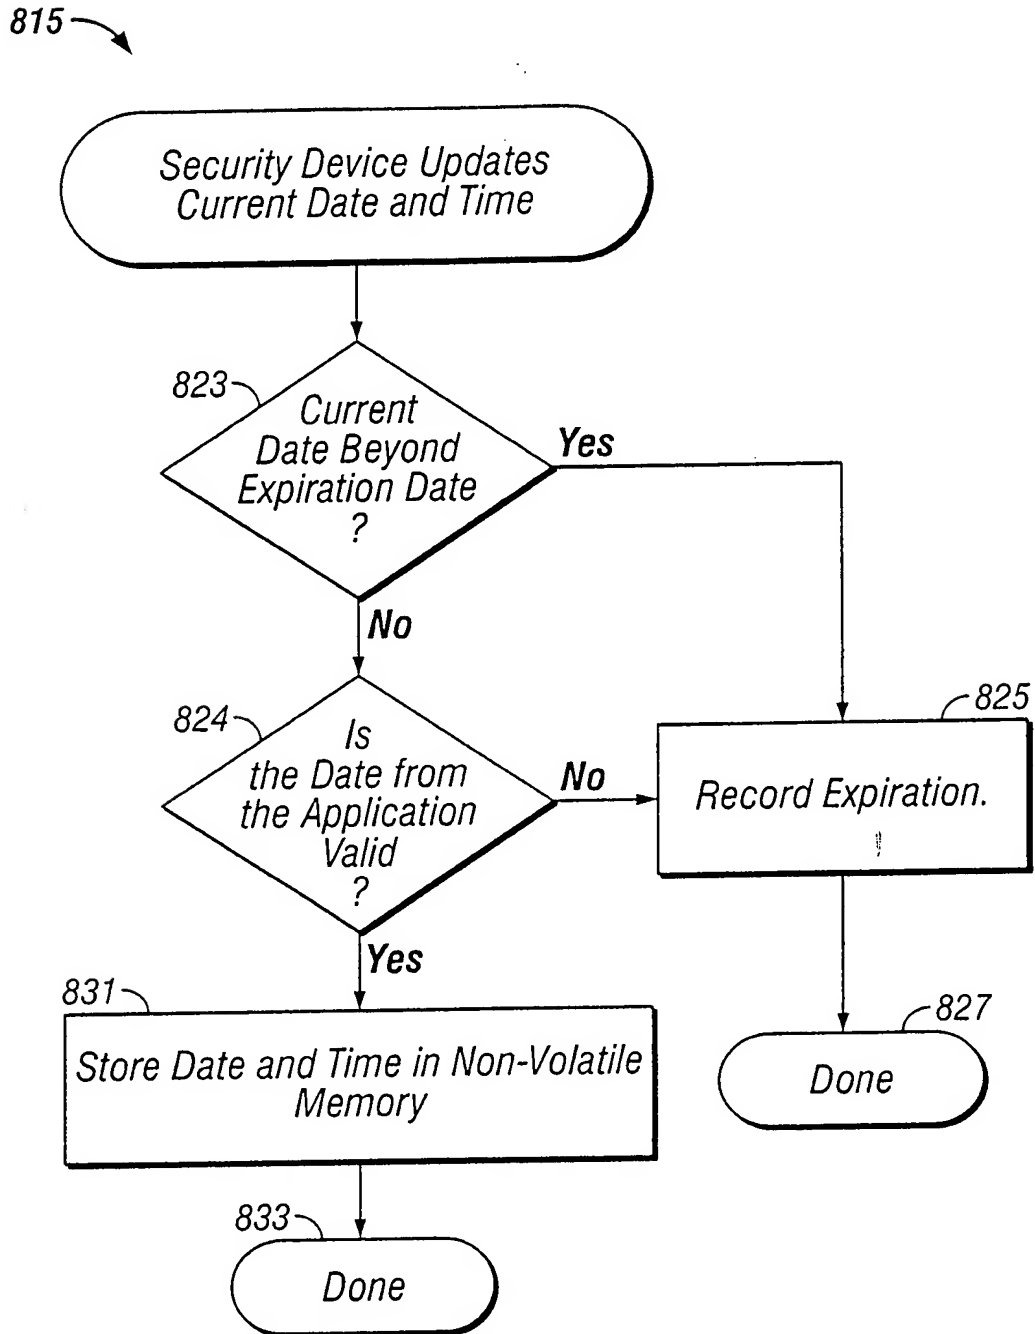 815
Security Device Updates
Current Date and Time
823
Current
Date Beyond
Expiration Date
?
Yes
No
824
Is
the Date from
the Application
Valid
?
No
825
Record Expiration.
Yes
831
Store Date and Time in Non-Volatile
Memory
827
Done
833
Done